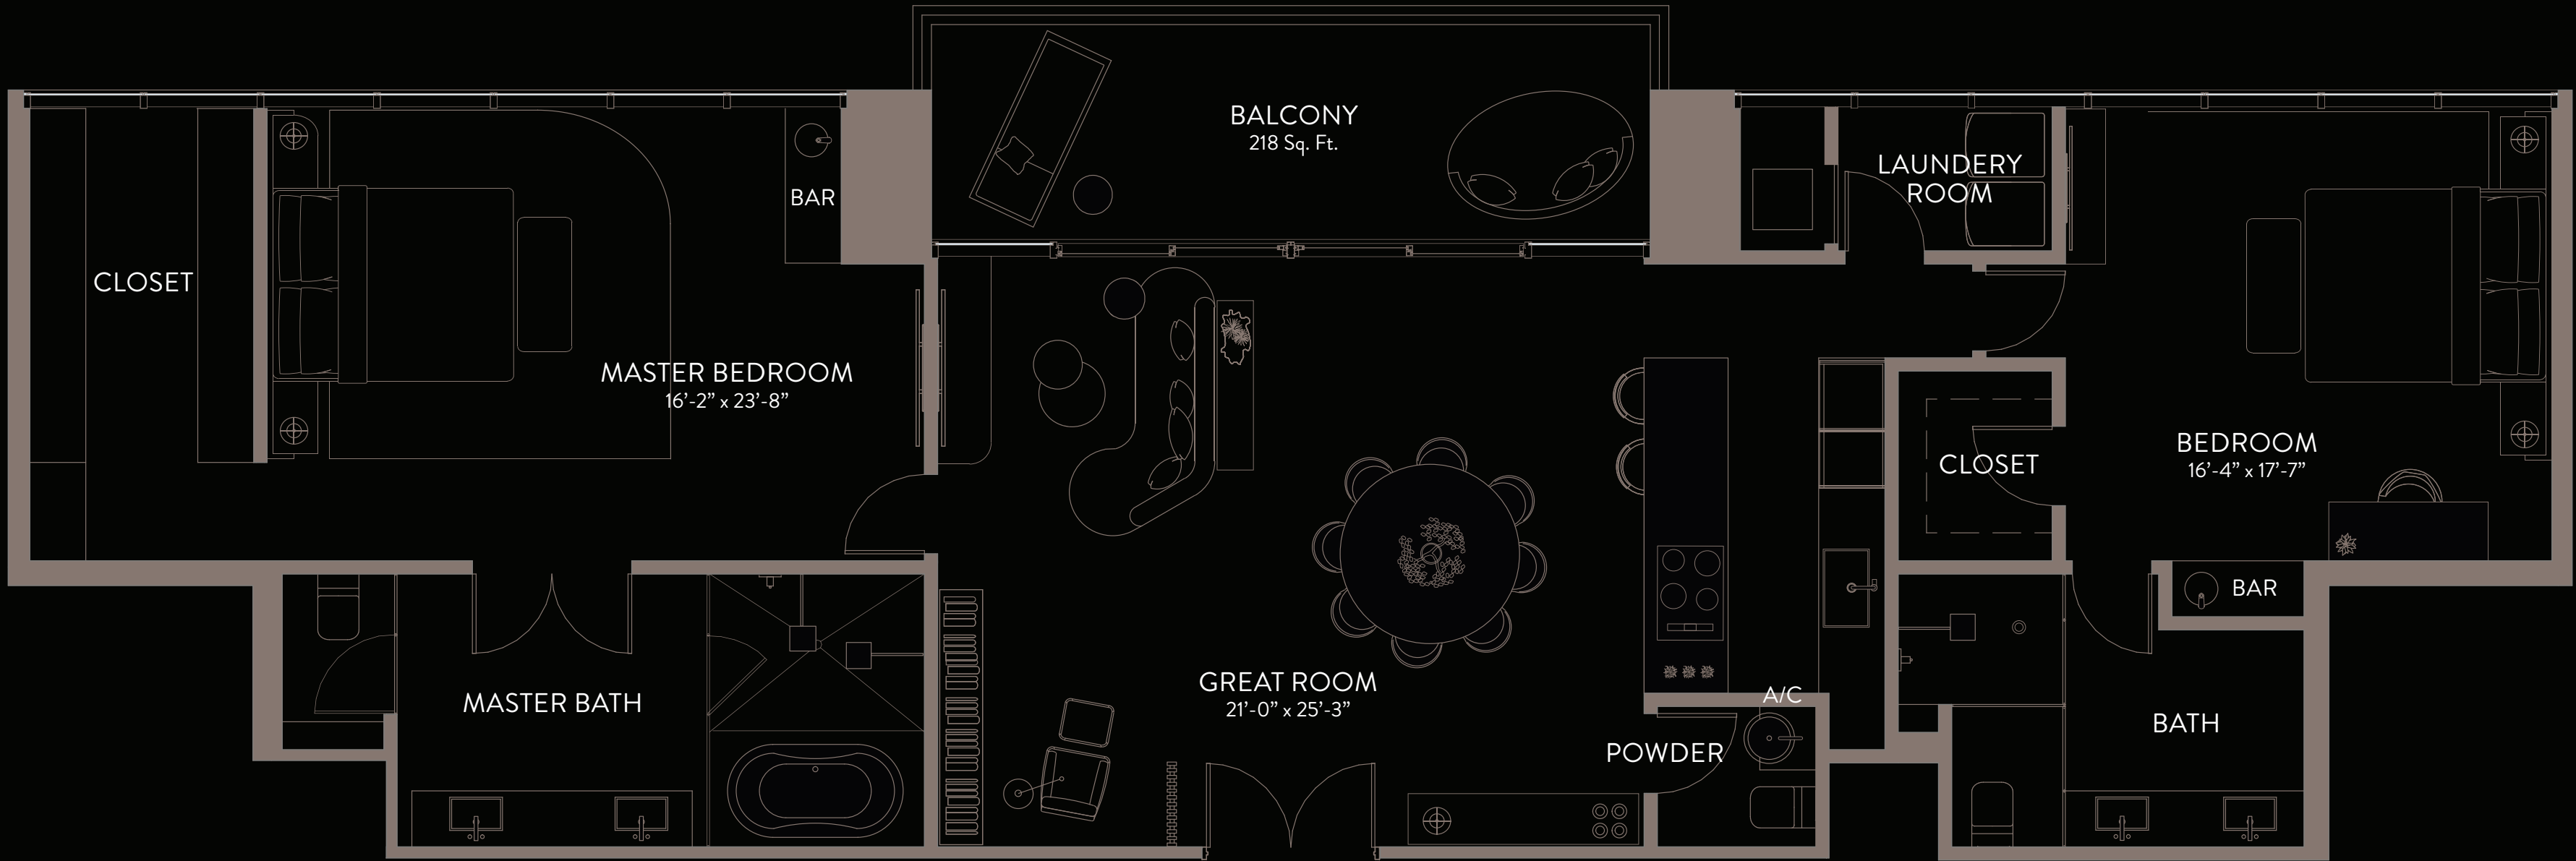 BALCONY
218 Sq. Ft.
LAUNDERY
ROOM
BAR
CLOSET
MASTER BEDROOM
16’-2” x 23’-8”
BEDROOM
16’-4” x 17’-7”
CLOSET
BAR
GREAT ROOM
21’-0” x 25’-3”
MASTER BATH
A/C
POWDER
BATH